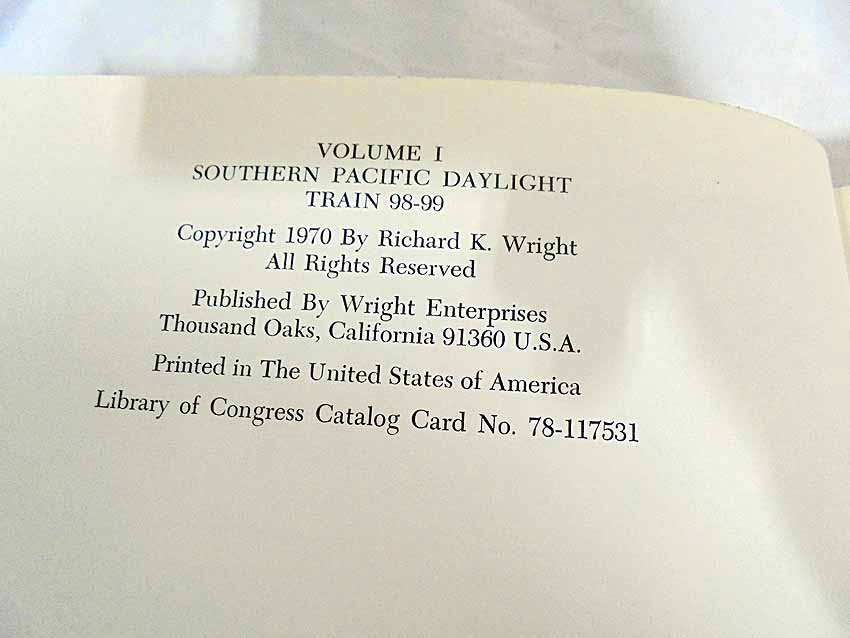 VOLUME I
SOUTHERN PACIFIC DAYLIGHT
TRAIN 98-99
Copyright 1970 By Richard K. Wright
All Rights Reserved
Published By Wright Enterprises
Thousand Oaks, California 91360 U.S.A.
Printed in The United States of America
Library of Congress Catalog Card No. 78-117531